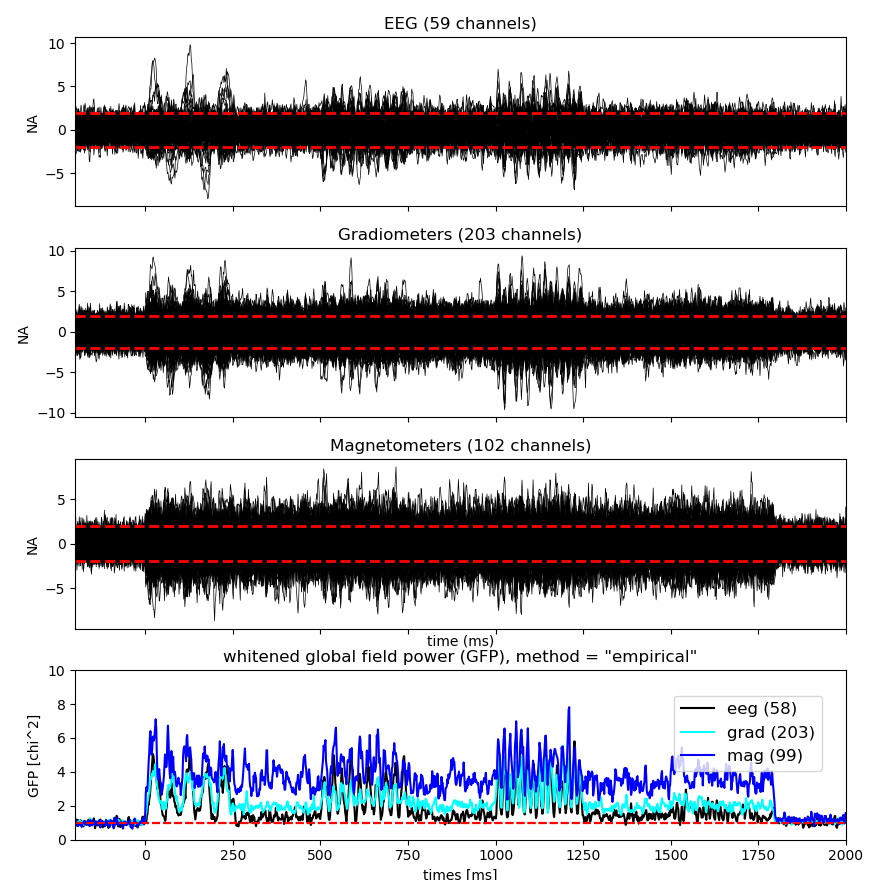 EEG (59 channels)
10
5
0
−5
NA
Gradiometers (203 channels)
10
5
0
−5
−10
NA
Magnetometers (102 channels)
5
0
−5
NA
time (ms)
whitened global field power (GFP), method = "empirical"
10
8
6
4
2
0
GFP [chi^2]
eeg (58)
grad (203)
mag (99)
0 250 500 750 1000 1250 1500 1750 2000
times [ms]